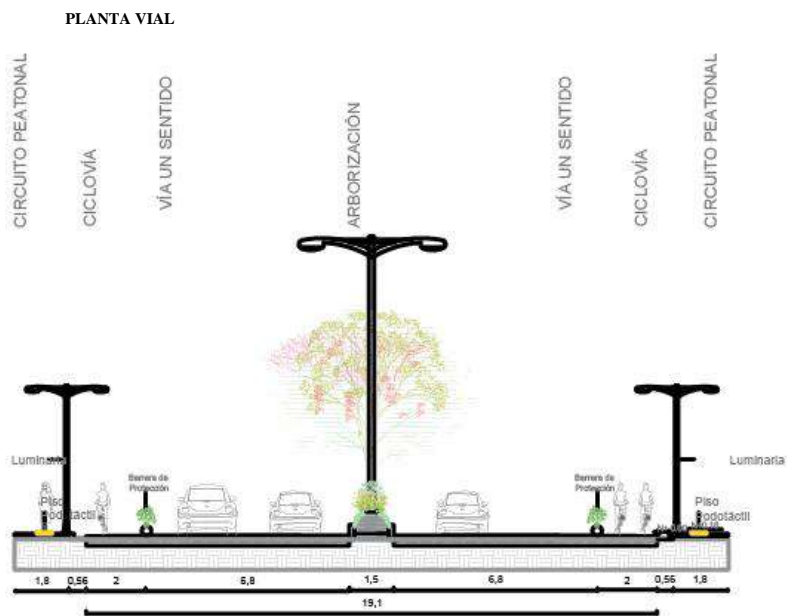 PLANTA VIAL
CIRCUITO PEATONAL
CICLOVÍA
VÍA UN SENTIDO
ARBORIZACIÓN
VÍA UN SENTIDO
CICLOVÍA
CIRCUITO PEATONAL
Luminaria
Luminaria
Barrera de
Protección
Barrera de
Protección
Piso
Podotáctil
Piso
Podotáctil
1,8 0,56 2 6,8 1,5 6,8 2 0,56 1,8
19,1